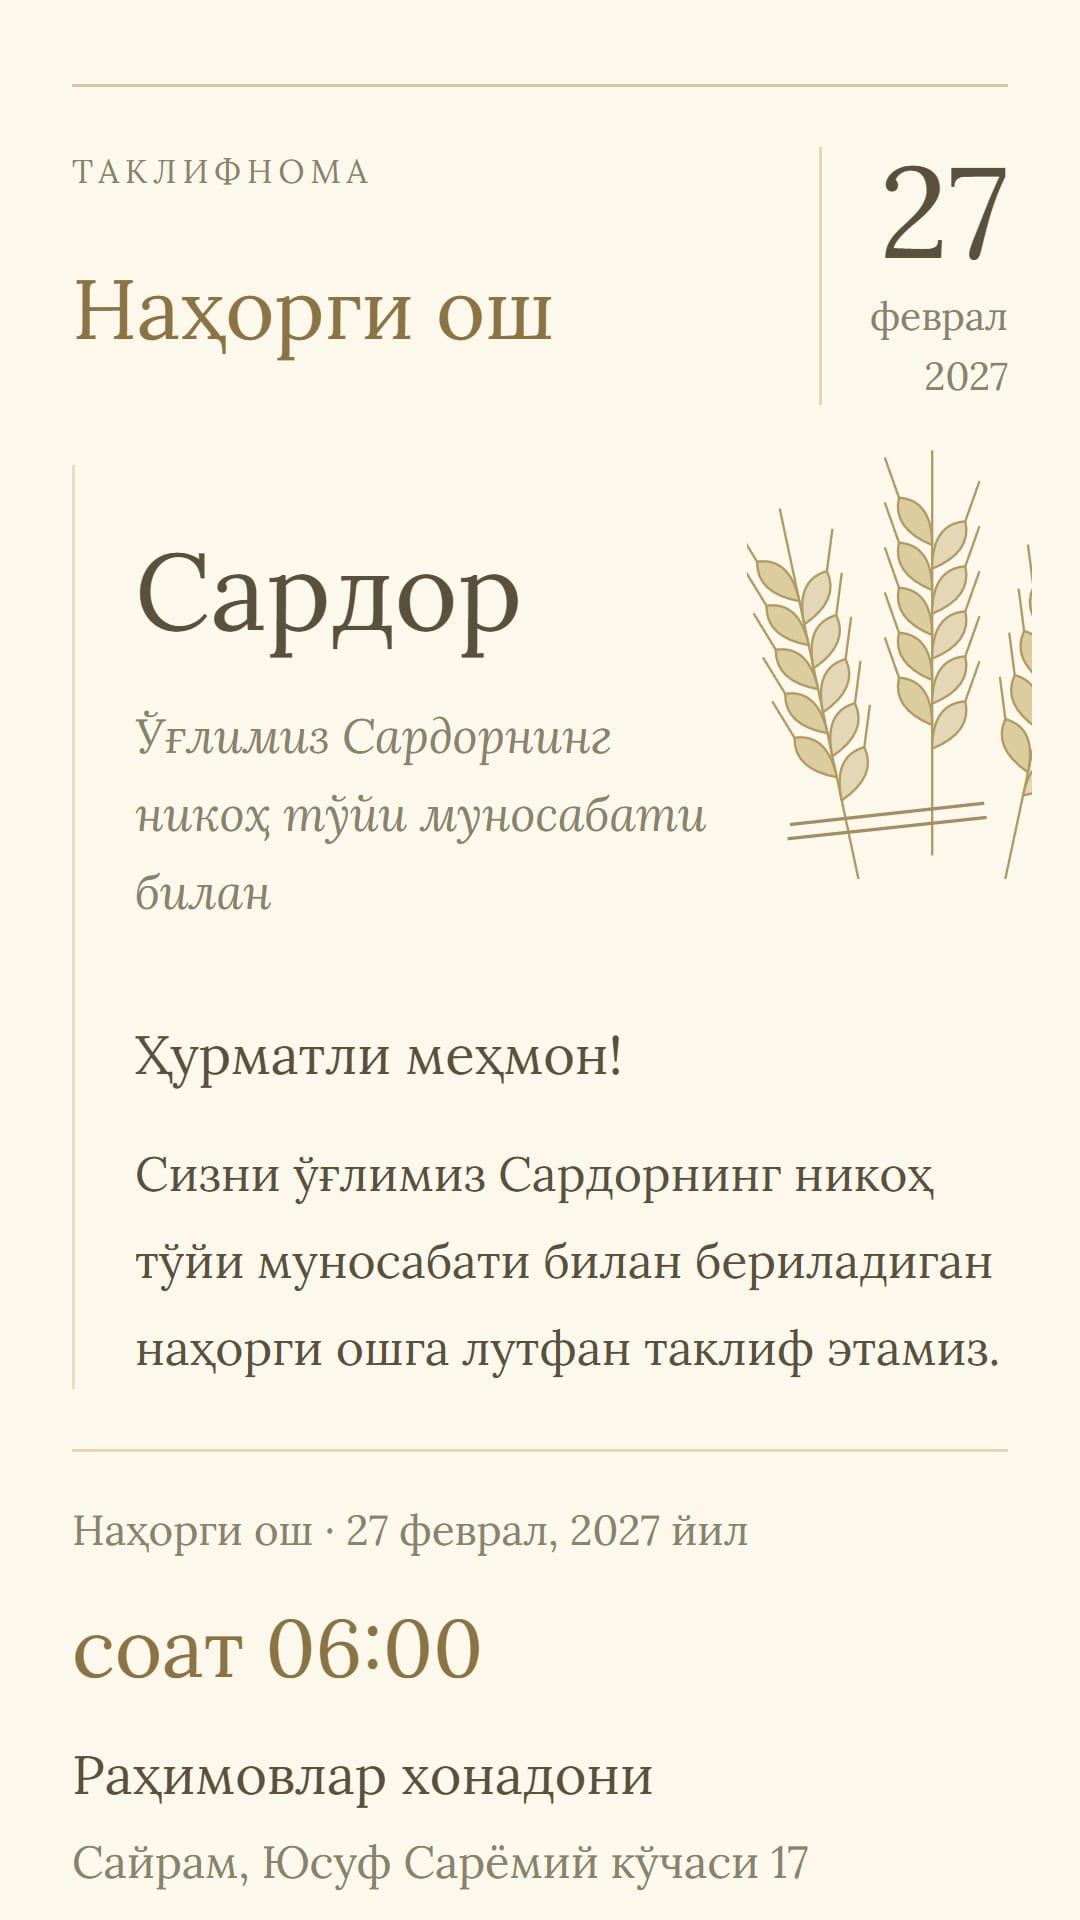 ТАКЛИФНОМА
Наҳорги ош
27
феврал
2027
Сардор
Ўғлимиз Сардорнинг
никоҳ тўйи муносабати
билан
Ҳурматли меҳмон!
Сизни ўғлимиз Сардорнинг никоҳ
тўйи муносабати билан бериладиган
наҳорги ошга лутфан таклиф этамиз.
Наҳорги ош · 27 феврал, 2027 йил
соат 06:00
Раҳимовлар хонадони
Сайрам, Юсуф Сарёмий кўчаси 17